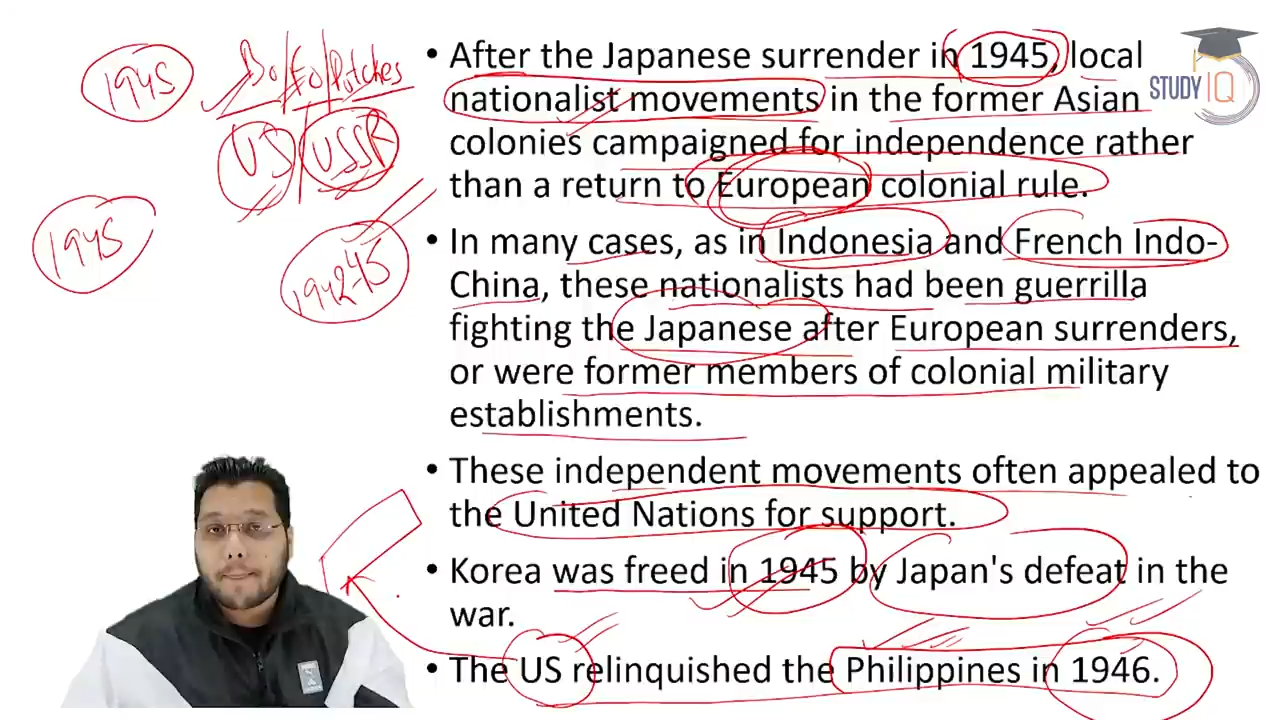 1945
US
USSR
1945
1942-45
• After the Japanese surrender in 1945, local
nationalist movements in the former Asian
colonies campaigned for independence rather
than a return to European colonial rule.
• In many cases, as in Indonesia and French Indo-
China, these nationalists had been guerrilla
fighting the Japanese after European surrenders,
or were former members of colonial military
establishments.
• These independent movements often appealed to
the United Nations for support.
• Korea was freed in 1945 by Japan's defeat in the
war.
• The US relinquished the Philippines in 1946.
STUDY IQ